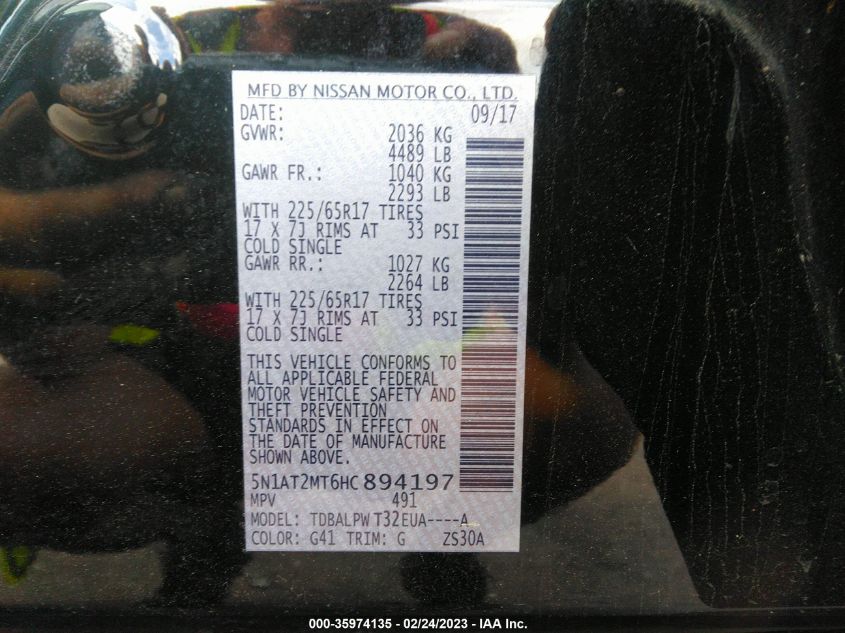 MFD BY NISSAN MOTOR CO., LTD.
DATE: 09/17
GVWR: 2036 KG
4489 LB
GAWR FR.: 1040 KG
2293 LB
WITH 225/65R17 TIRES
17 X 7J RIMS AT 33 PSI
COLD SINGLE
GAWR RR.: 1027 KG
2264 LB
WITH 225/65R17 TIRES
17 X 7J RIMS AT 33 PSI
COLD SINGLE
THIS VEHICLE CONFORMS TO
ALL APPLICABLE FEDERAL
MOTOR VEHICLE SAFETY AND
THEFT PREVENTION
STANDARDS IN EFFECT ON
THE DATE OF MANUFACTURE
SHOWN ABOVE.
5N1AT2MT6HC894197
MPV 491
MODEL: TDBALPW T32EUA----A
COLOR: G41 TRIM: G ZS30A
000-35974135 - 02/24/2023 - IAA Inc.